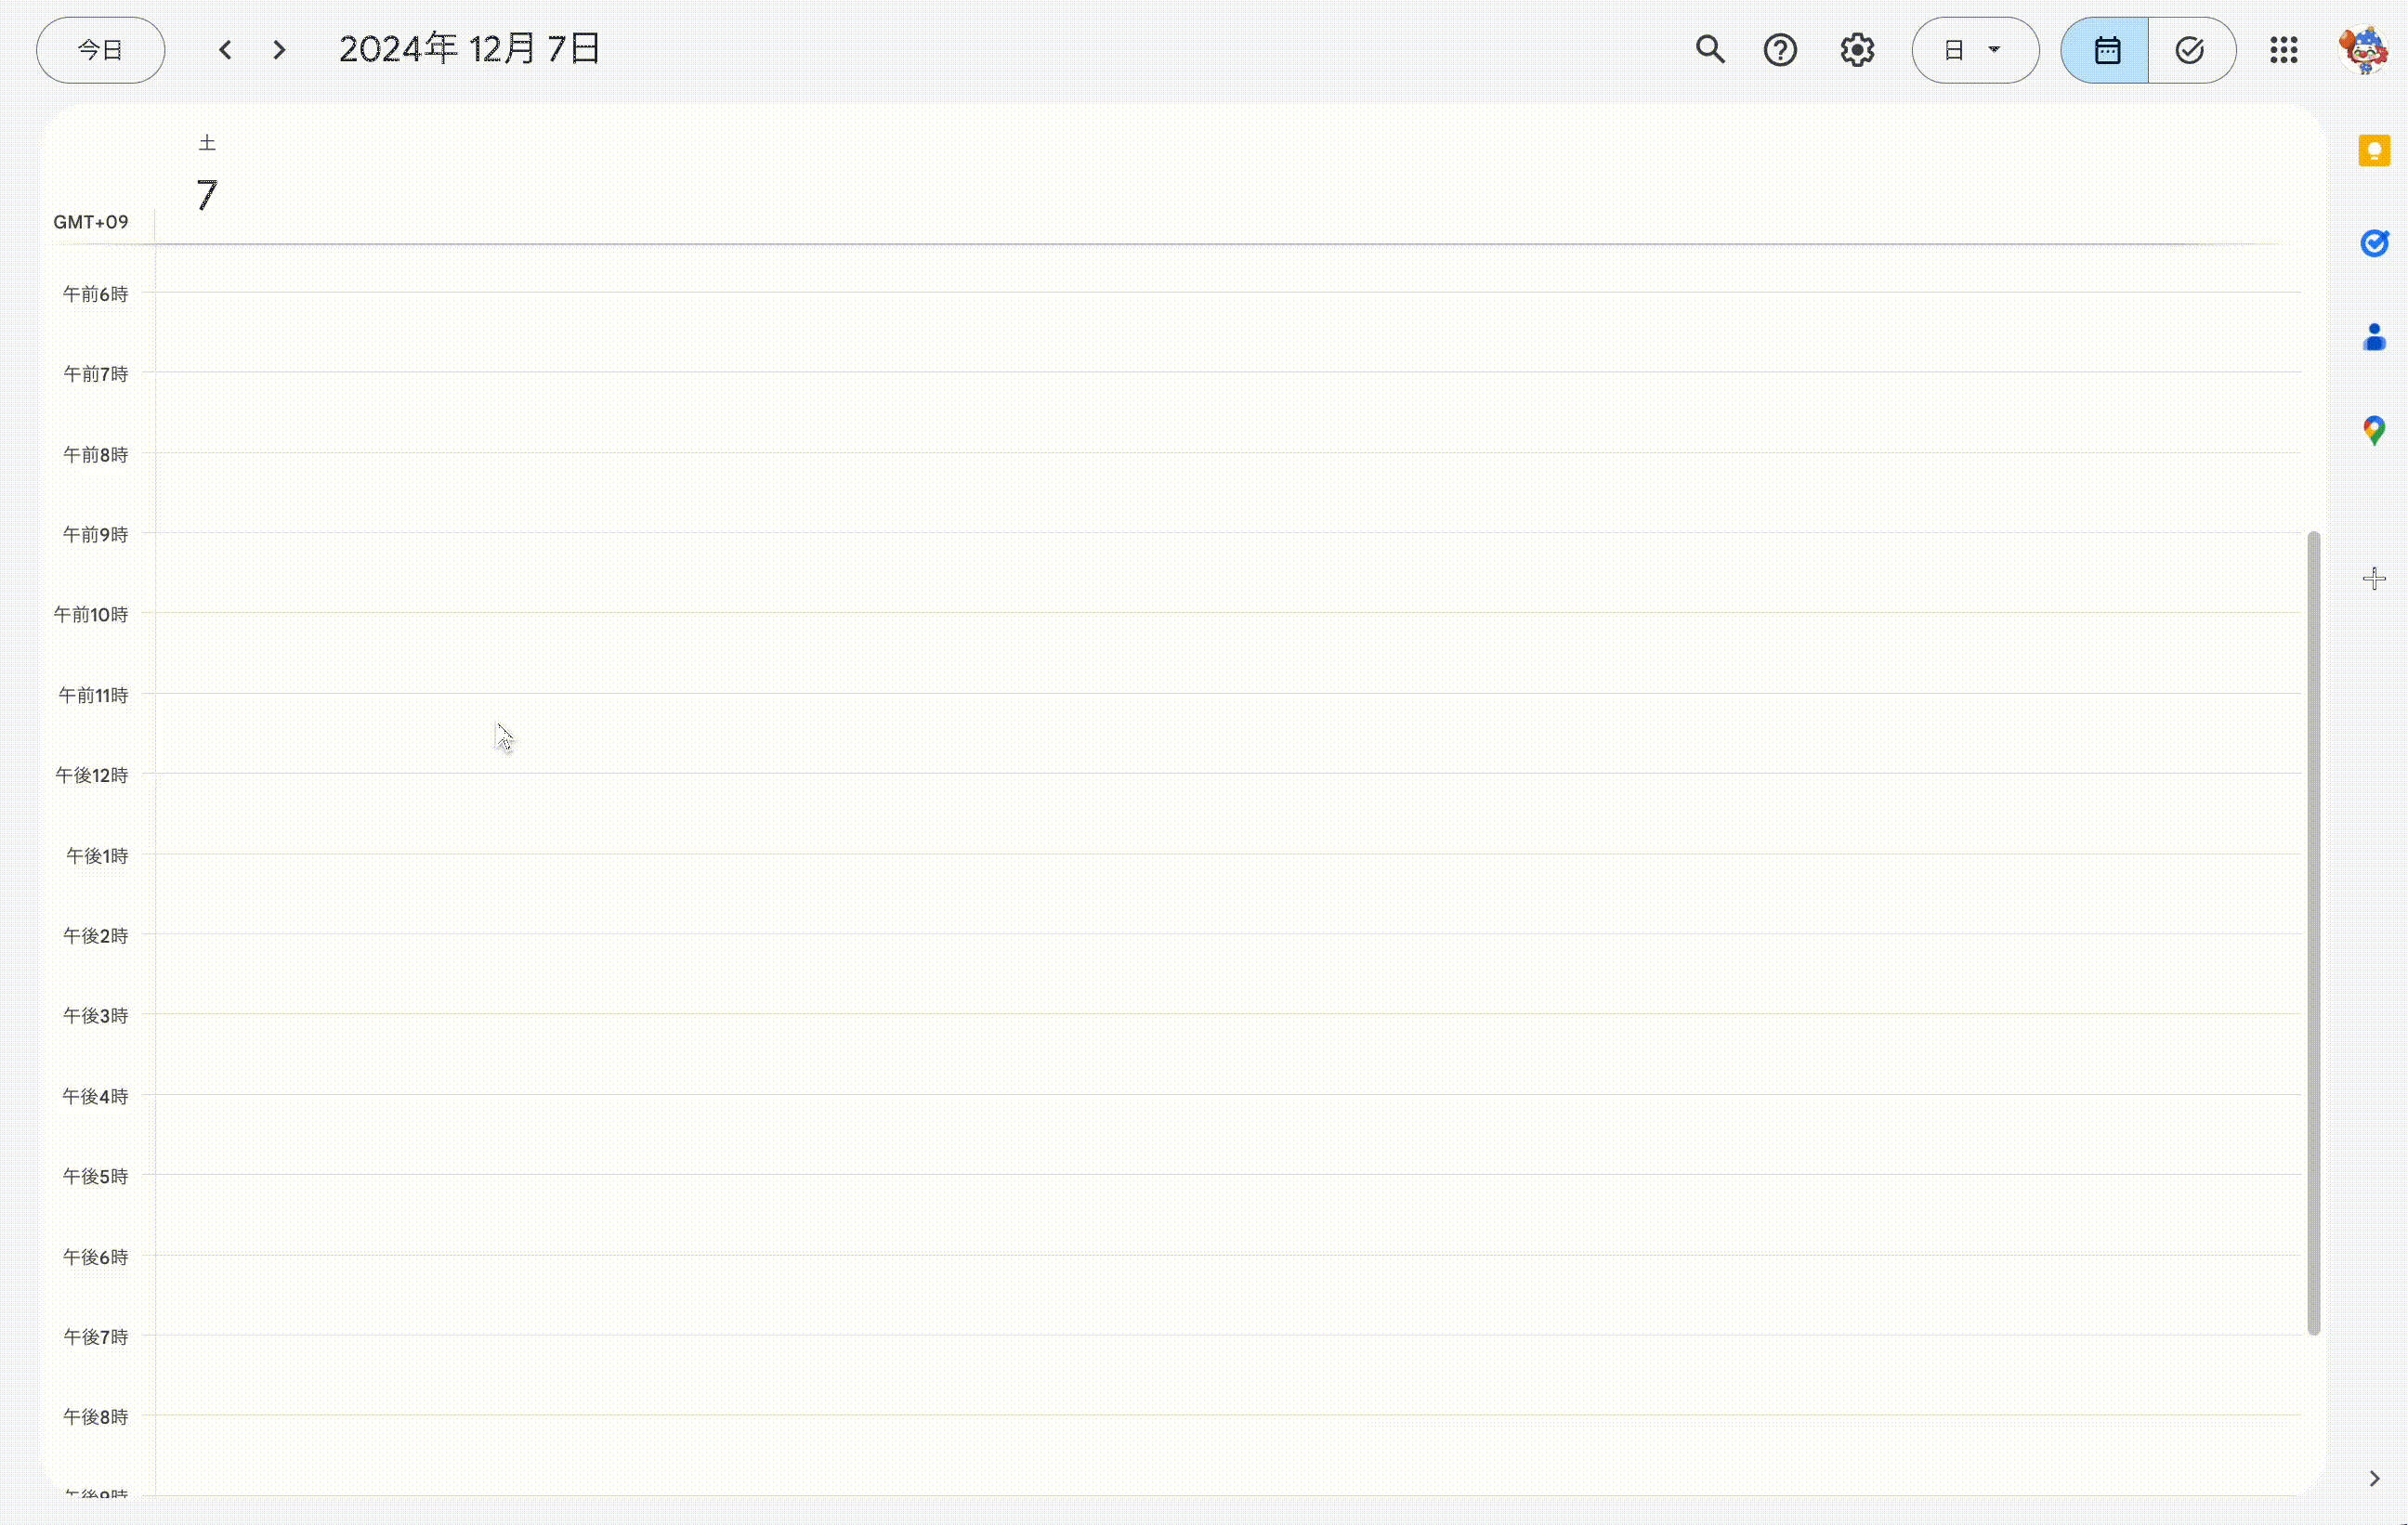 今日
2024年 12月 7日
日
土
7
GMT+09
午前6時
午前7時
午前8時
午前9時
午前10時
午前11時
午後12時
午後1時
午後2時
午後3時
午後4時
午後5時
午後6時
午後7時
午後8時
午後9時